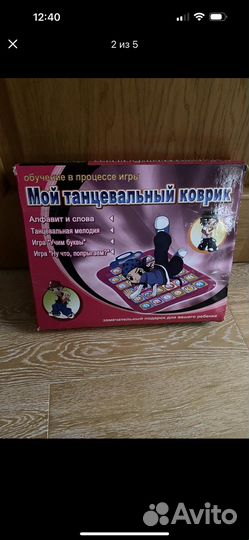 12:40
2 из 5
обучение в процессе игры
Мой танцевальный коврик
Алфавит и слова
Танцевальная мелодия
Игра "Учим буквы"
Игра "Ну что, попрыгаем?"
замечательный подарок для вашего ребенка
Avito